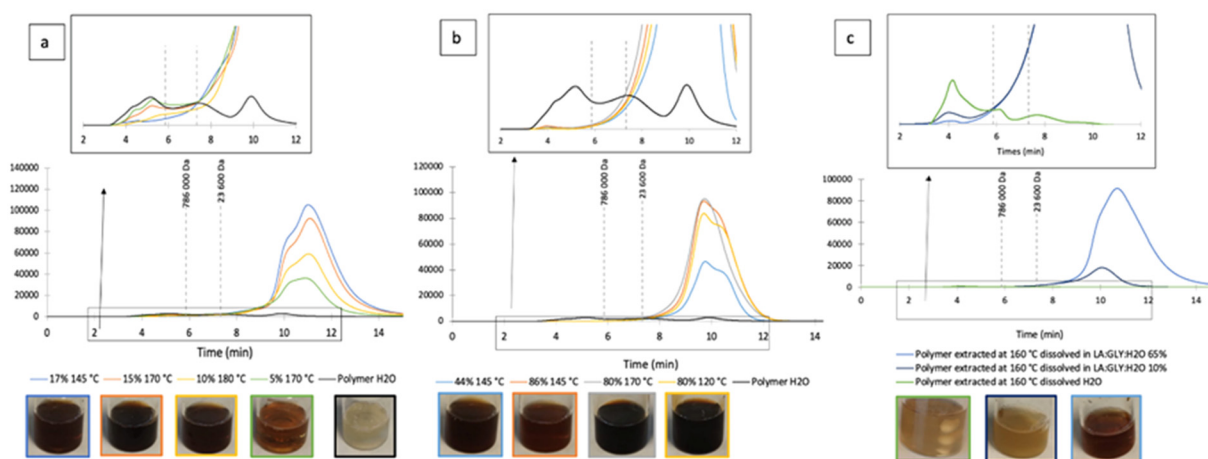 a
2 4 6 8 10 12
140000
120000
100000
80000
60000
40000
20000
0
786 000 Da
23 600 Da
2 4 6 8 10 12 14
Time (min)
17% 145 °C 15% 170 °C 10% 180 °C 5% 170 °C Polymer H2O
b
2 4 6 8 10 12
140000
120000
100000
80000
60000
40000
20000
0
786 000 Da
23 600 Da
2 4 6 8 10 12 14
Time (min)
44% 145 °C 86% 145 °C 80% 170 °C 80% 120 °C Polymer H2O
c
2 4 6 8 10 12
Times (min)
100000
80000
60000
40000
20000
0
786 000 Da
23 600 Da
0 2 4 6 8 10 12 14
Time (min)
Polymer extracted at 160 °C dissolved in LA:GLY:H2O 65%
Polymer extracted at 160 °C dissolved in LA:GLY:H2O 10%
Polymer extracted at 160 °C dissolved H2O